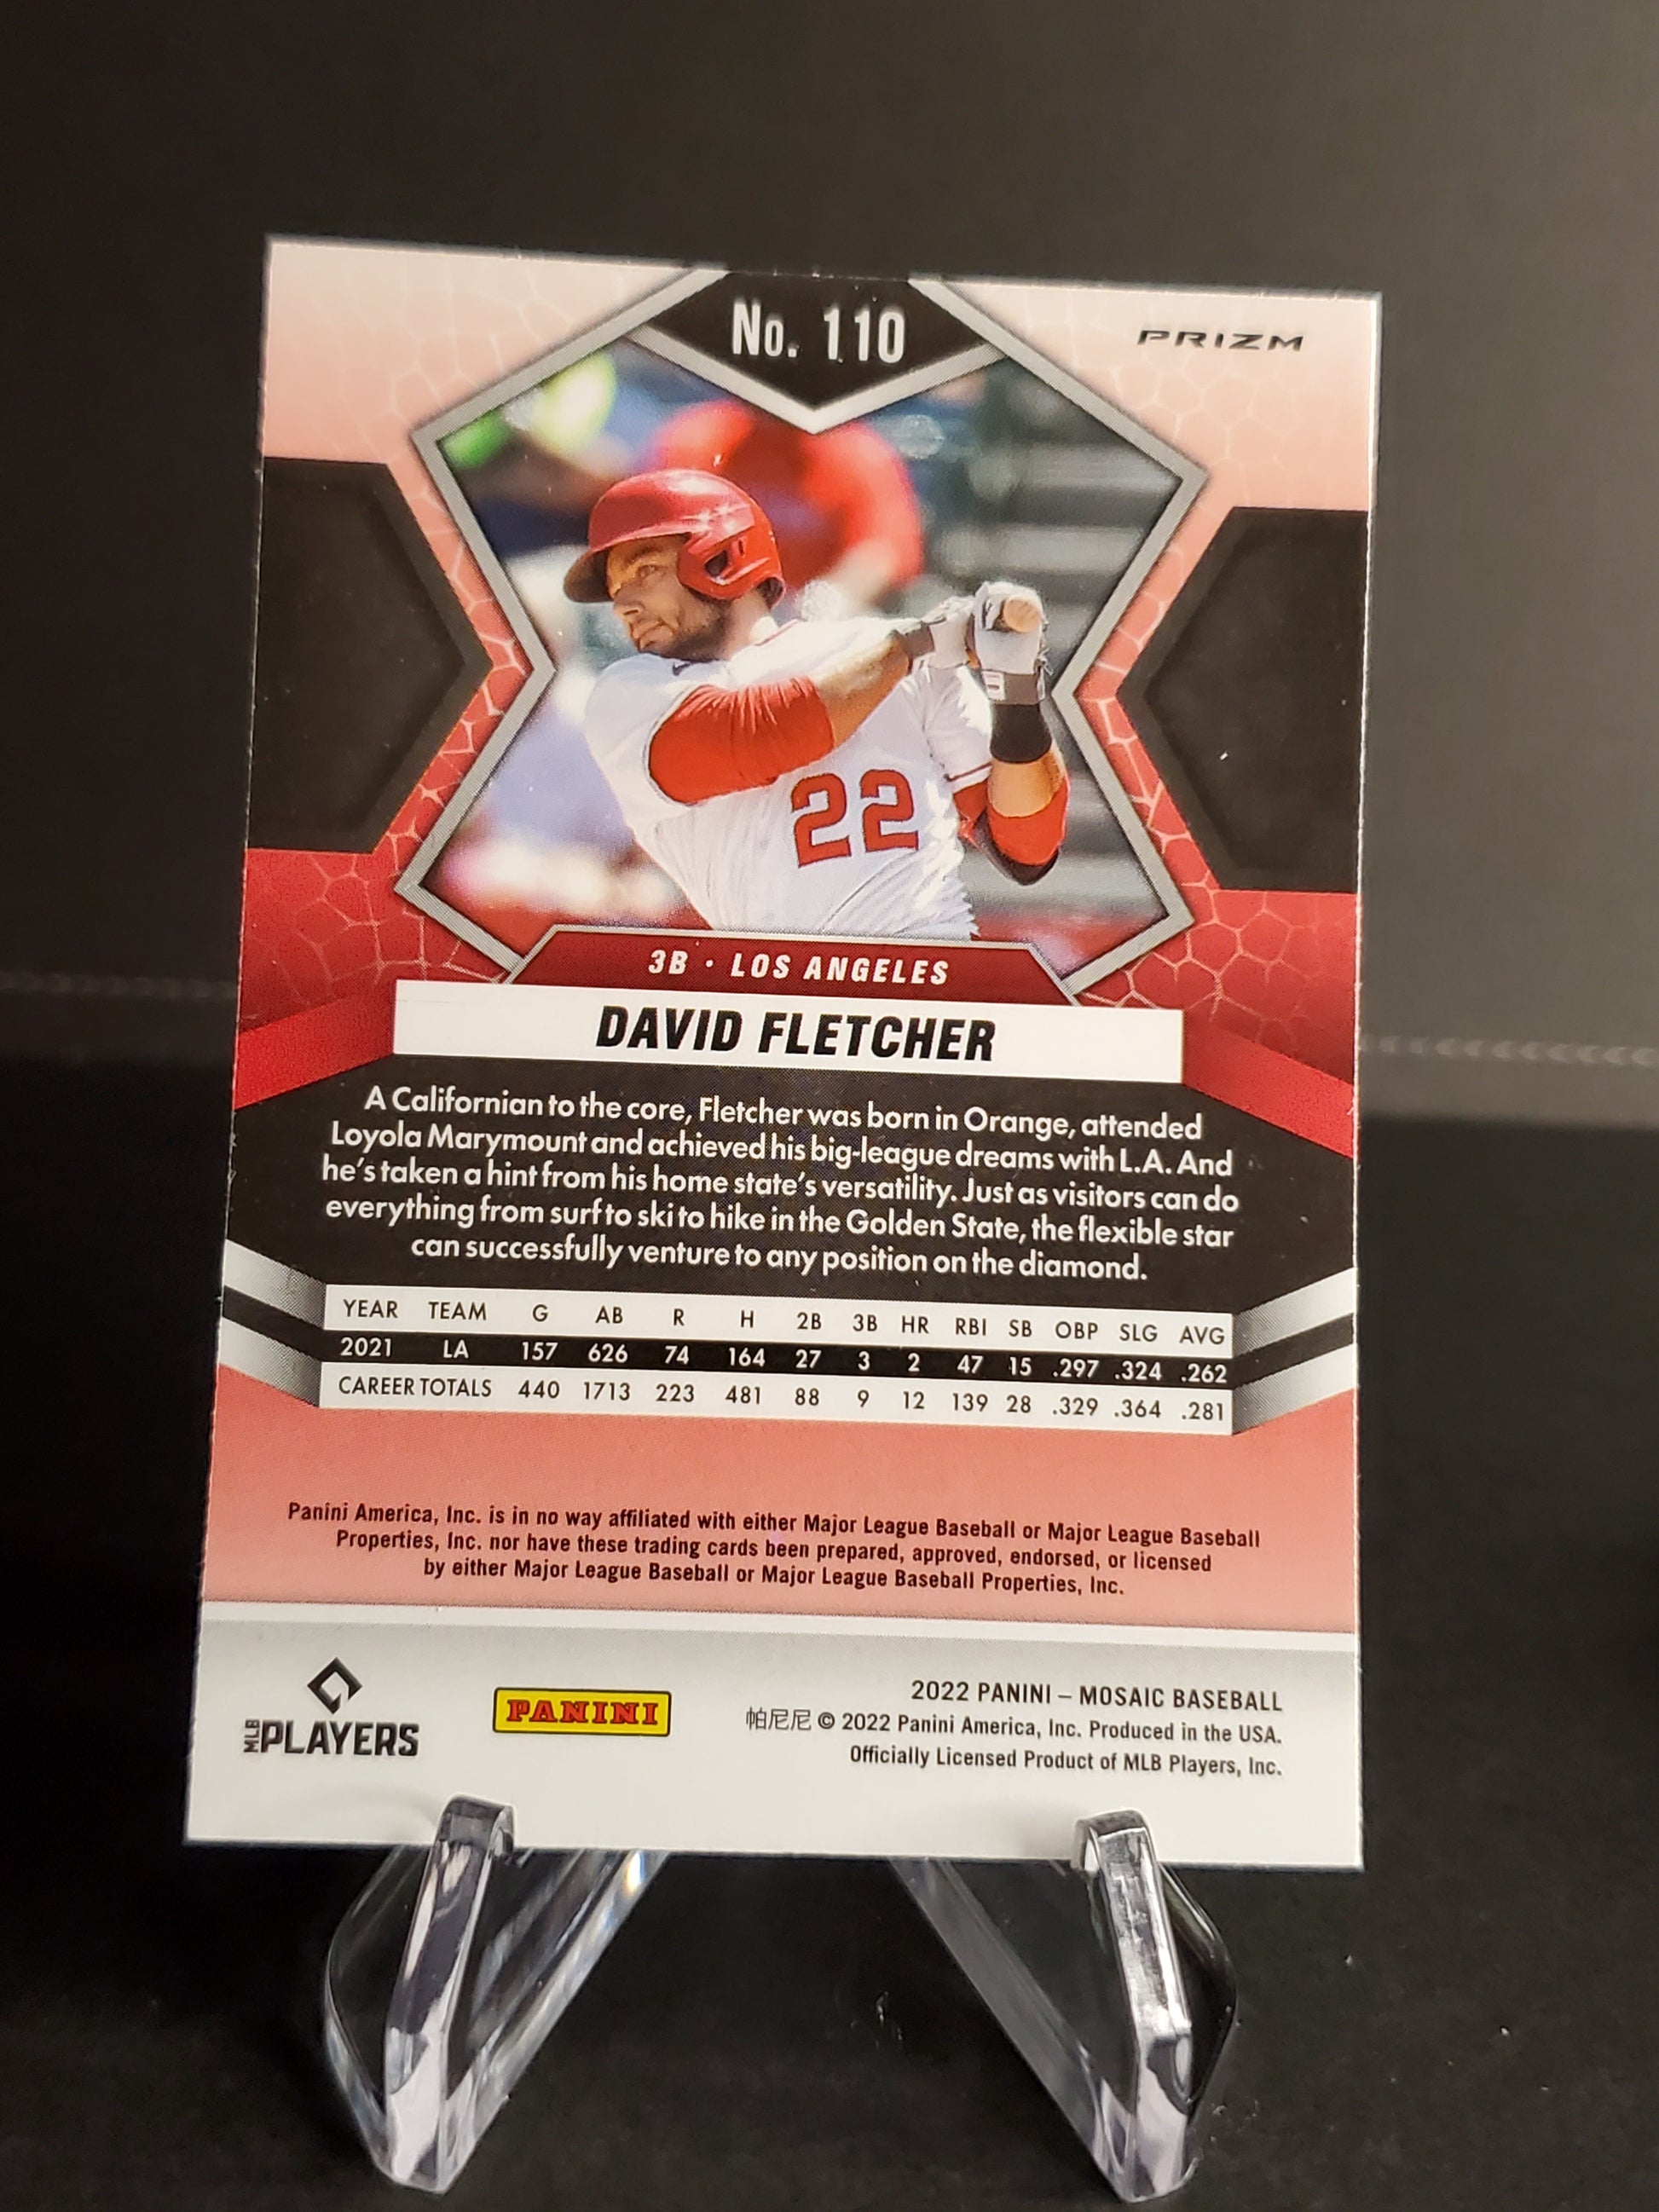 No. 110
PRIZM
22
3B · LOS ANGELES
DAVID FLETCHER
A Californian to the core, Fletcher was born in Orange, attended
Loyola Marymount and achieved his big-league dreams with L.A. And
he's taken a hint from his home state's versatility. Just as visitors can do
everything from surf to ski to hike in the Golden State, the flexible star
can successfully venture to any position on the diamond.
YEAR TEAM G AB R H 2B 3B HR RBI SB OBP SLG AVG
2021 LA 157 626 74 164 27 3 2 47 15 .297 .324 .262
CAREER TOTALS 440 1713 223 481 88 9 12 139 28 .329 .364 .281
Panini America, Inc. is in no way affiliated with either Major League Baseball or Major League Baseball
Properties, Inc. nor have these trading cards been prepared, approved, endorsed, or licensed
by either Major League Baseball or Major League Baseball Properties, Inc.
MLB PLAYERS
PANINI
2022 PANINI – MOSAIC BASEBALL
帕尼尼 © 2022 Panini America, Inc. Produced in the USA.
Officially Licensed Product of MLB Players, Inc.